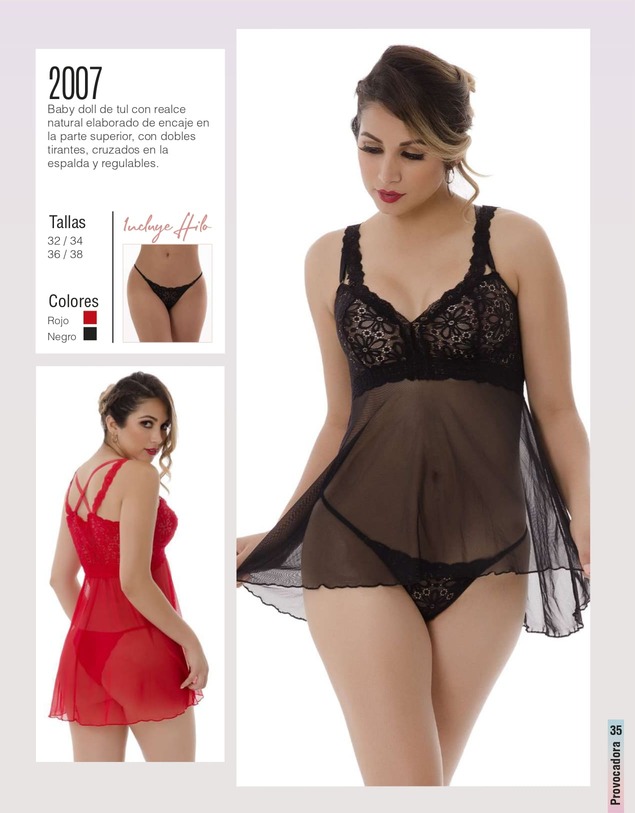 2007
Baby doll de tul con realce
natural elaborado de encaje en
la parte superior, con dobles
tirantes, cruzados en la
espalda y regulables.
Tallas
32 / 34
36 / 38
Incluye Hilo
Colores
Rojo
Negro
Provocadora 35